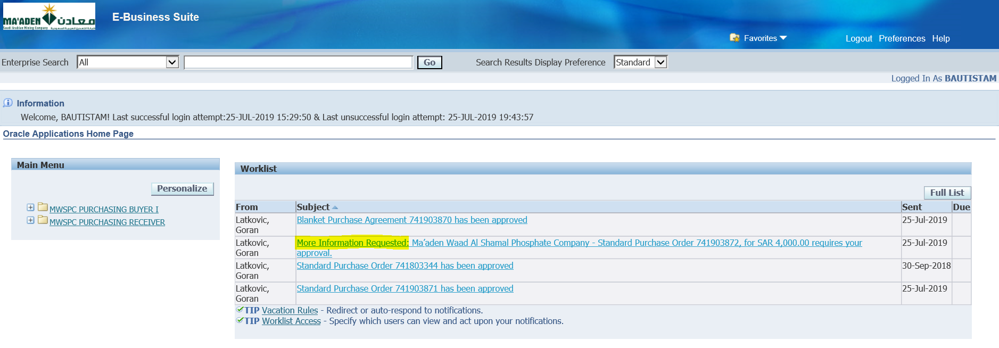 MA'ADEN معادن
Saudi Arabian Mining Company
E-Business Suite
Favorites
Logout Preferences Help
Enterprise Search All Go Search Results Display Preference Standard
Logged In As BAUTISTAM
Information
Welcome, BAUTISTAM! Last successful login attempt:25-JUL-2019 15:29:50 & Last unsuccessful login attempt: 25-JUL-2019 19:43:57
Oracle Applications Home Page
Main Menu
Personalize
MWSPC PURCHASING BUYER I
MWSPC PURCHASING RECEIVER
Worklist
Full List
From Subject Sent Due
Latkovic, Blanket Purchase Agreement 741903870 has been approved 25-Jul-2019
Goran
Latkovic, More Information Requested: Ma’aden Waad Al Shamal Phosphate Company - Standard Purchase Order 741903872, for SAR 4,000.00 requires your 25-Jul-2019
Goran approval.
Latkovic, Standard Purchase Order 741803344 has been approved 30-Sep-2018
Goran
Latkovic, Standard Purchase Order 741903871 has been approved 25-Jul-2019
Goran
TIP Vacation Rules - Redirect or auto-respond to notifications.
TIP Worklist Access - Specify which users can view and act upon your notifications.